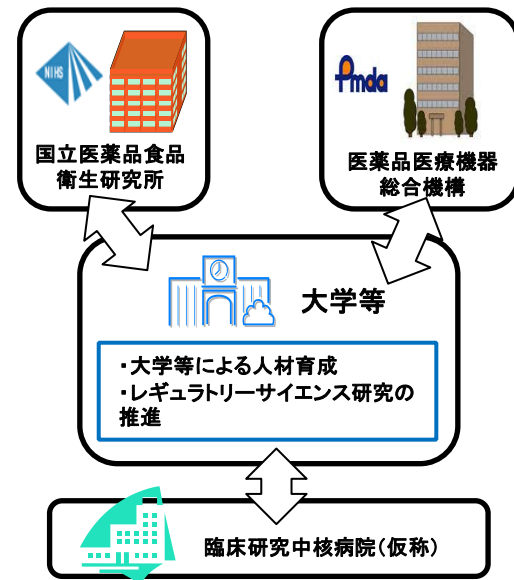 NIHS
国立医薬品食品
衛生研究所
Pmda
医薬品医療機器
総合機構
大学等
・大学等による人材育成
・レギュラトリーサイエンス研究の
推進
臨床研究中核病院(仮称)